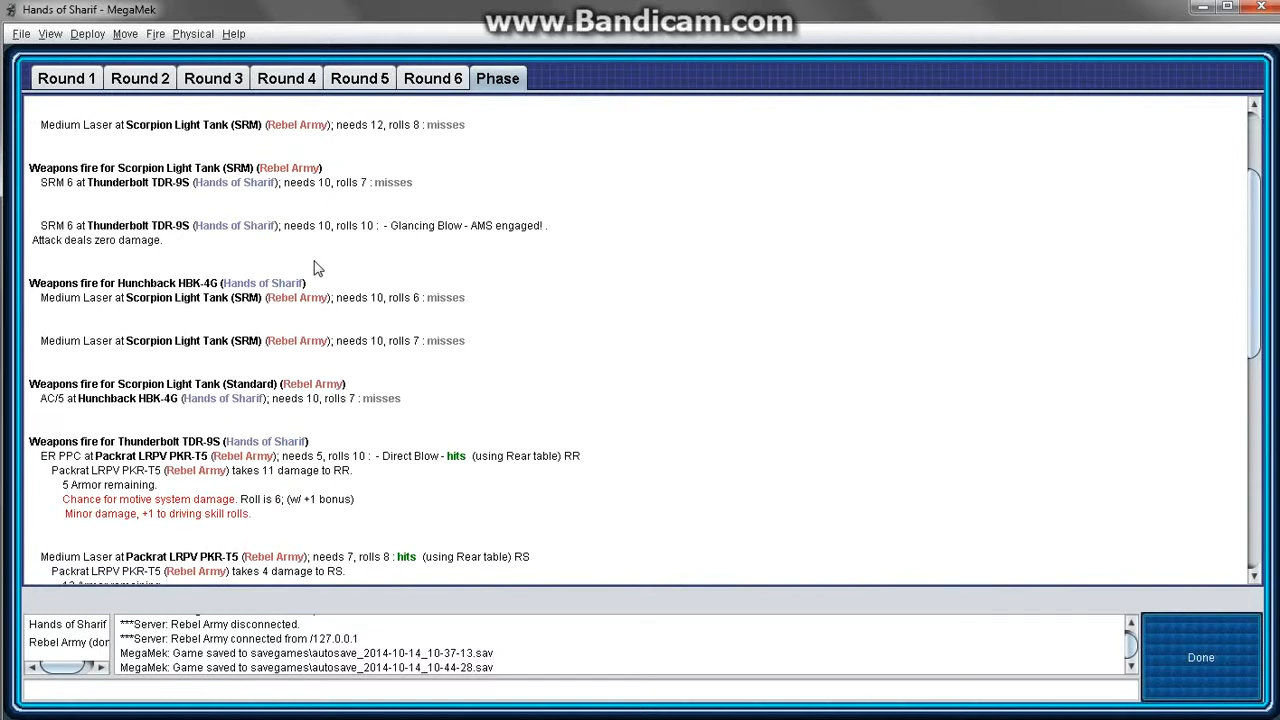 Hands of Sharif - MegaMek
www.Bandicam.com
File View Deploy Move Fire Physical Help
Round 1 Round 2 Round 3 Round 4 Round 5 Round 6 Phase
Medium Laser at Scorpion Light Tank (SRM) (Rebel Army); needs 12, rolls 8 : misses
Weapons fire for Scorpion Light Tank (SRM) (Rebel Army)
SRM 6 at Thunderbolt TDR-9S (Hands of Sharif); needs 10, rolls 7 : misses
SRM 6 at Thunderbolt TDR-9S (Hands of Sharif); needs 10, rolls 10 : - Glancing Blow - AMS engaged! .
Attack deals zero damage.
Weapons fire for Hunchback HBK-4G (Hands of Sharif)
Medium Laser at Scorpion Light Tank (SRM) (Rebel Army); needs 10, rolls 6 : misses
Medium Laser at Scorpion Light Tank (SRM) (Rebel Army); needs 10, rolls 7 : misses
Weapons fire for Scorpion Light Tank (Standard) (Rebel Army)
AC/5 at Hunchback HBK-4G (Hands of Sharif); needs 10, rolls 7 : misses
Weapons fire for Thunderbolt TDR-9S (Hands of Sharif)
ER PPC at Packrat LRPV PKR-T5 (Rebel Army); needs 5, rolls 10 : - Direct Blow - hits (using Rear table) RR
Packrat LRPV PKR-T5 (Rebel Army) takes 11 damage to RR.
5 Armor remaining.
Chance for motive system damage. Roll is 6; (w/ +1 bonus)
Minor damage, +1 to driving skill rolls.
Medium Laser at Packrat LRPV PKR-T5 (Rebel Army); needs 7, rolls 8 : hits (using Rear table) RS
Packrat LRPV PKR-T5 (Rebel Army) takes 4 damage to RS.
Armor remaining.
Hands of Sharif
Rebel Army (don
***Server: Rebel Army disconnected.
***Server: Rebel Army connected from /127.0.0.1
MegaMek: Game saved to savegames\autosave_2014-10-14_10-37-13.sav
MegaMek: Game saved to savegames\autosave_2014-10-14_10-44-28.sav
Done